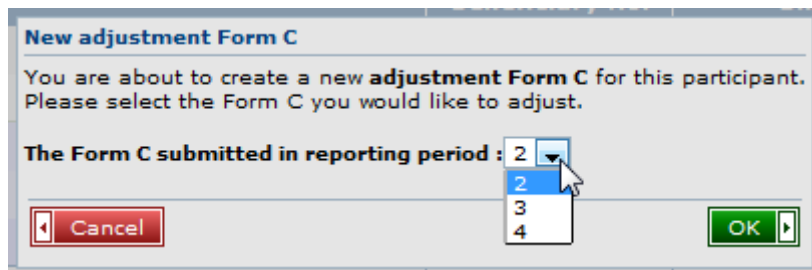 New adjustment Form C
You are about to create a new adjustment Form C for this participant.
Please select the Form C you would like to adjust.
The Form C submitted in reporting period : 2
2
3
4
Cancel
OK